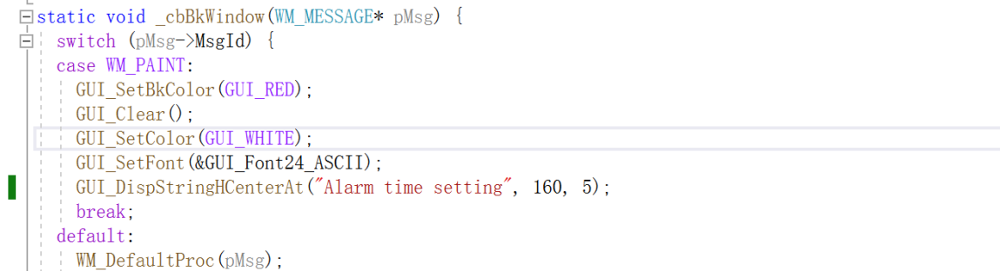 static void _cbBkWindow(WM_MESSAGE* pMsg) {
switch (pMsg->MsgId) {
case WM_PAINT:
GUI_SetBkColor(GUI_RED);
GUI_Clear();
GUI_SetColor(GUI_WHITE);
GUI_SetFont(&GUI_Font24_ASCII);
GUI_DispStringHCenterAt("Alarm time setting", 160, 5);
break;
default:
WM_DefaultProc(pMsg);